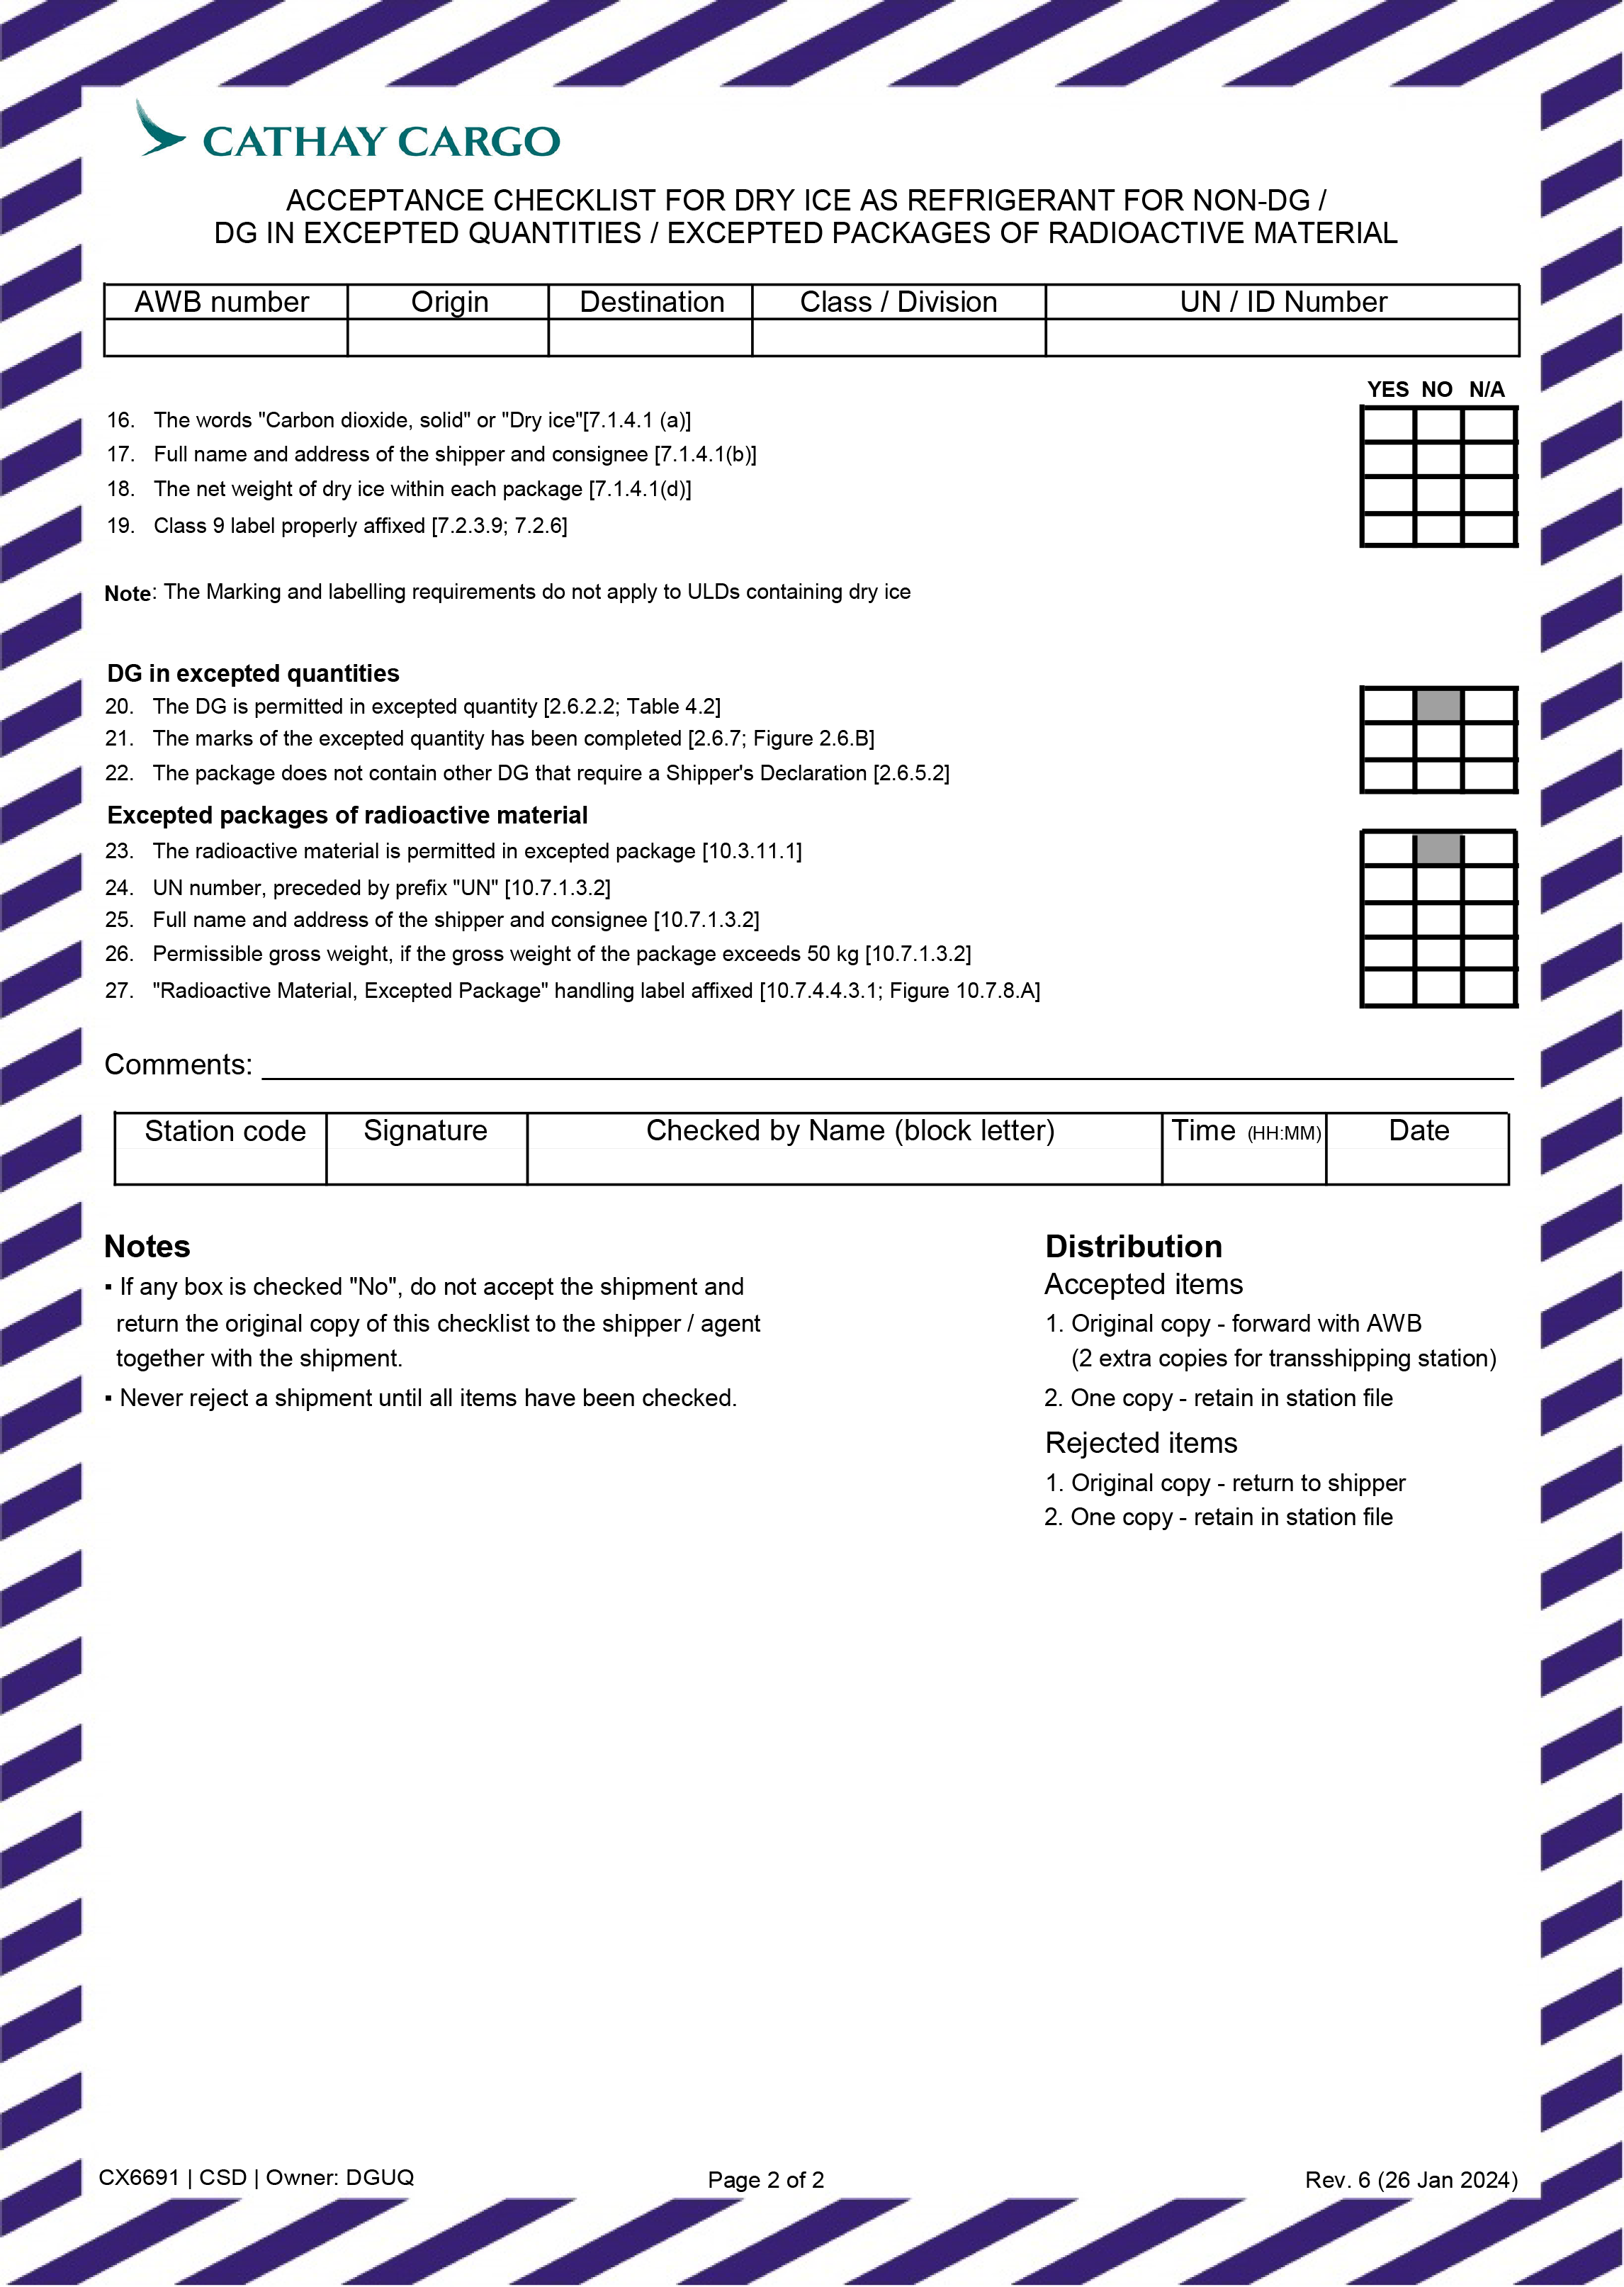 CATHAY CARGO
ACCEPTANCE CHECKLIST FOR DRY ICE AS REFRIGERANT FOR NON-DG /
DG IN EXCEPTED QUANTITIES / EXCEPTED PACKAGES OF RADIOACTIVE MATERIAL
AWB number Origin Destination Class / Division UN / ID Number
YES NO N/A
16. The words "Carbon dioxide, solid" or "Dry ice"[7.1.4.1 (a)]
17. Full name and address of the shipper and consignee [7.1.4.1(b)]
18. The net weight of dry ice within each package [7.1.4.1(d)]
19. Class 9 label properly affixed [7.2.3.9; 7.2.6]
Note: The Marking and labelling requirements do not apply to ULDs containing dry ice
DG in excepted quantities
20. The DG is permitted in excepted quantity [2.6.2.2; Table 4.2]
21. The marks of the excepted quantity has been completed [2.6.7; Figure 2.6.B]
22. The package does not contain other DG that require a Shipper's Declaration [2.6.5.2]
Excepted packages of radioactive material
23. The radioactive material is permitted in excepted package [10.3.11.1]
24. UN number, preceded by prefix "UN" [10.7.1.3.2]
25. Full name and address of the shipper and consignee [10.7.1.3.2]
26. Permissible gross weight, if the gross weight of the package exceeds 50 kg [10.7.1.3.2]
27. "Radioactive Material, Excepted Package" handling label affixed [10.7.4.4.3.1; Figure 10.7.8.A]
Comments:
Station code Signature Checked by Name (block letter) Time (HH:MM) Date
Notes
▪ If any box is checked "No", do not accept the shipment and
return the original copy of this checklist to the shipper / agent
together with the shipment.
▪ Never reject a shipment until all items have been checked.
Distribution
Accepted items
1. Original copy - forward with AWB
(2 extra copies for transshipping station)
2. One copy - retain in station file
Rejected items
1. Original copy - return to shipper
2. One copy - retain in station file
CX6691 | CSD | Owner: DGUQ Page 2 of 2 Rev. 6 (26 Jan 2024)